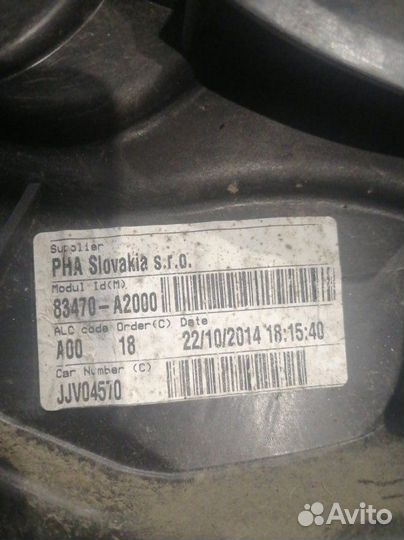 Supplier
PHA Slovakia s.r.o.
Modul Id(M)
83470-A2000
ALC code Order(C) Date
A00 18 22/10/2014 18:15:40
Car Number (C)
JJV04570
Avito